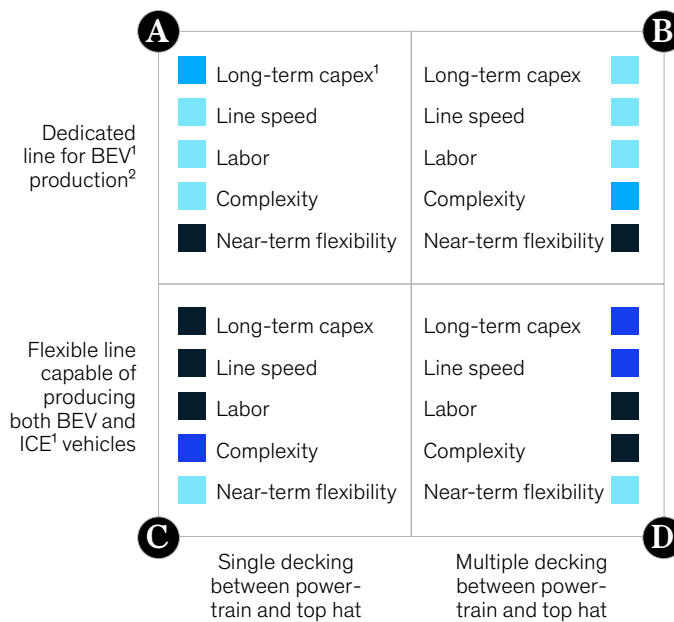 A
B
Long-term capex¹
Line speed
Labor
Complexity
Near-term flexibility
Long-term capex
Line speed
Labor
Complexity
Near-term flexibility
Dedicated
line for BEV¹
production²
Long-term capex
Line speed
Labor
Complexity
Near-term flexibility
Long-term capex
Line speed
Labor
Complexity
Near-term flexibility
Flexible line
capable of
producing
both BEV and
ICE¹ vehicles
C
D
Single decking
between power-
train and top hat
Multiple decking
between power-
train and top hat